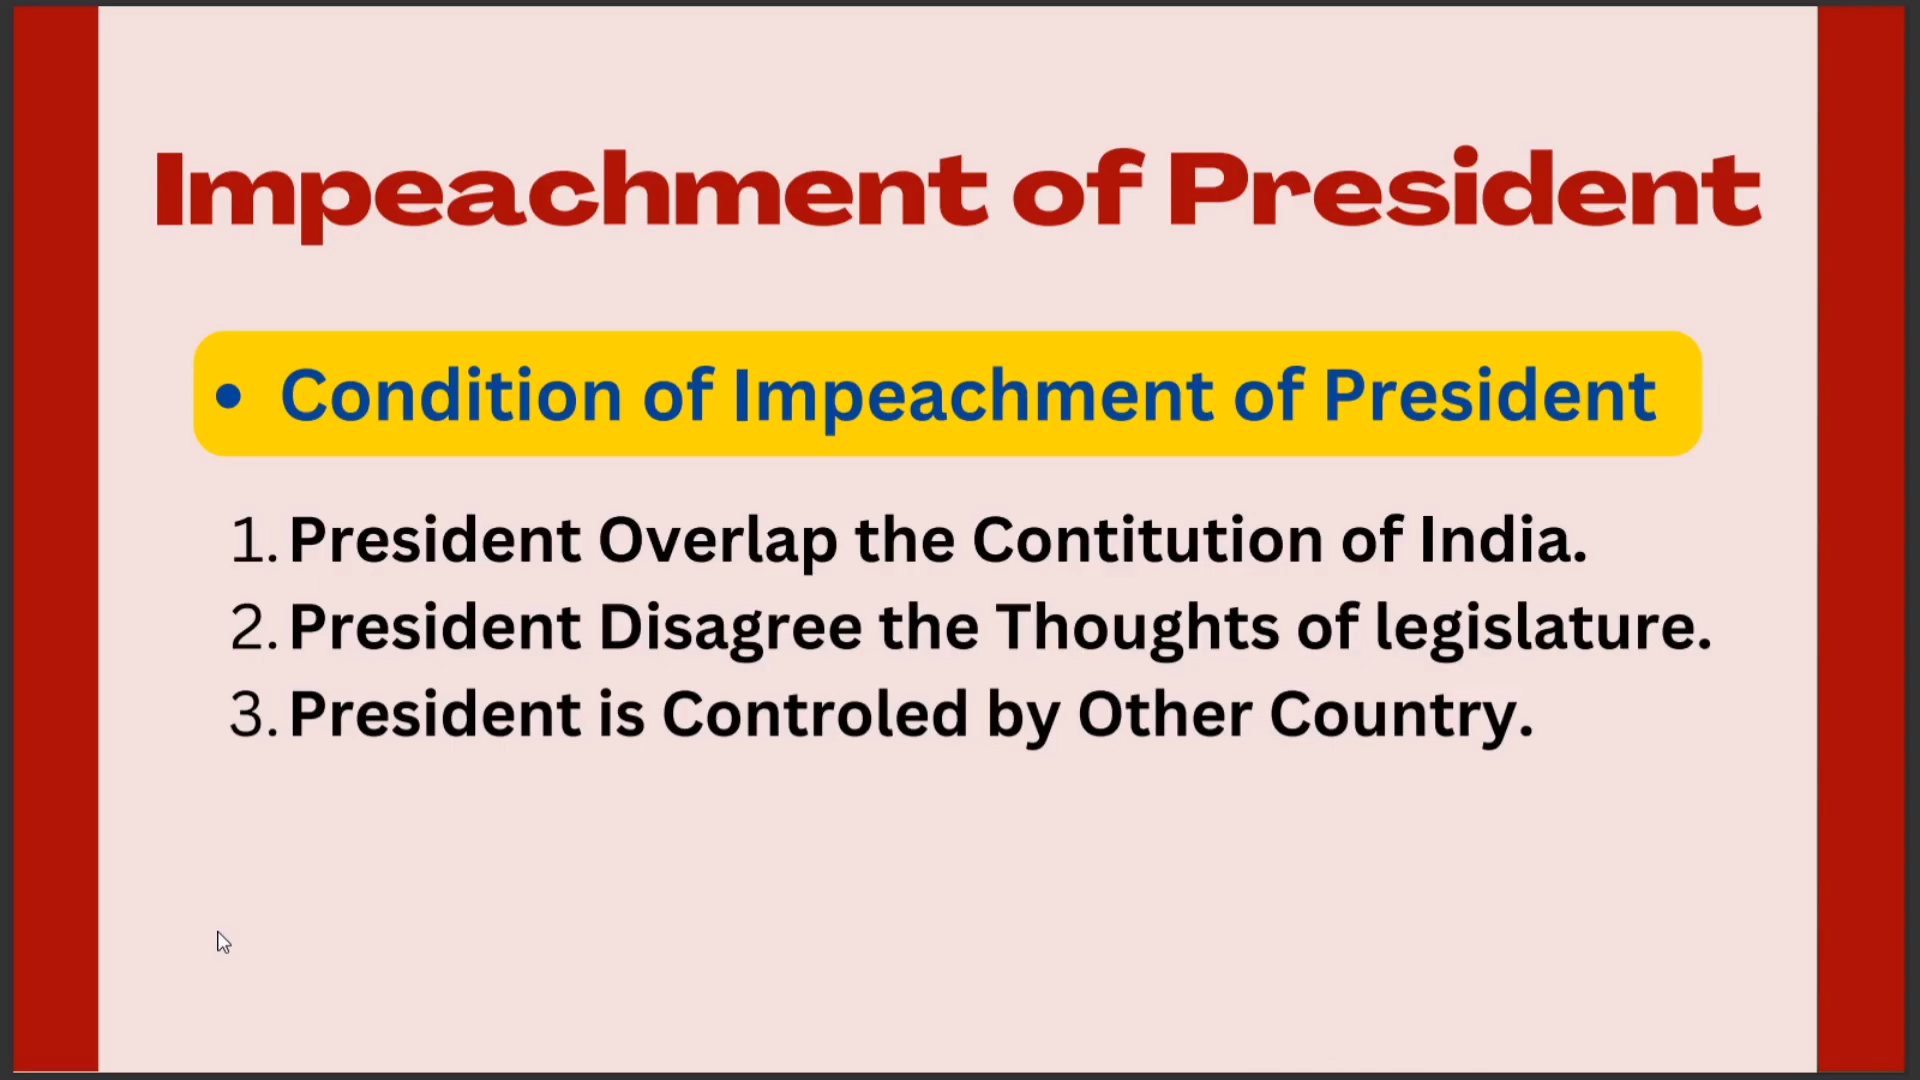 Impeachment of President
• Condition of Impeachment of President
1. President Overlap the Contitution of India.
2. President Disagree the Thoughts of legislature.
3. President is Controled by Other Country.